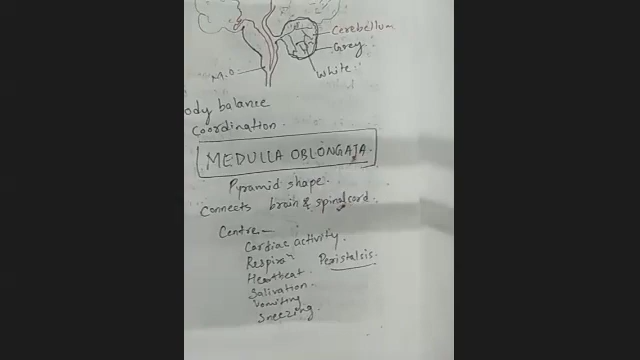 Cerebellum
Grey
White
M.O
ody balance
Coordination.
MEDULLA OBLONGATA.
Pyramid shape.
Connects brain & spinal cord.
Centre -
Cardiac activity.
Respirn
Peristalsis.
Heartbeat.
Salivation.
Vomiting
Sneezing.